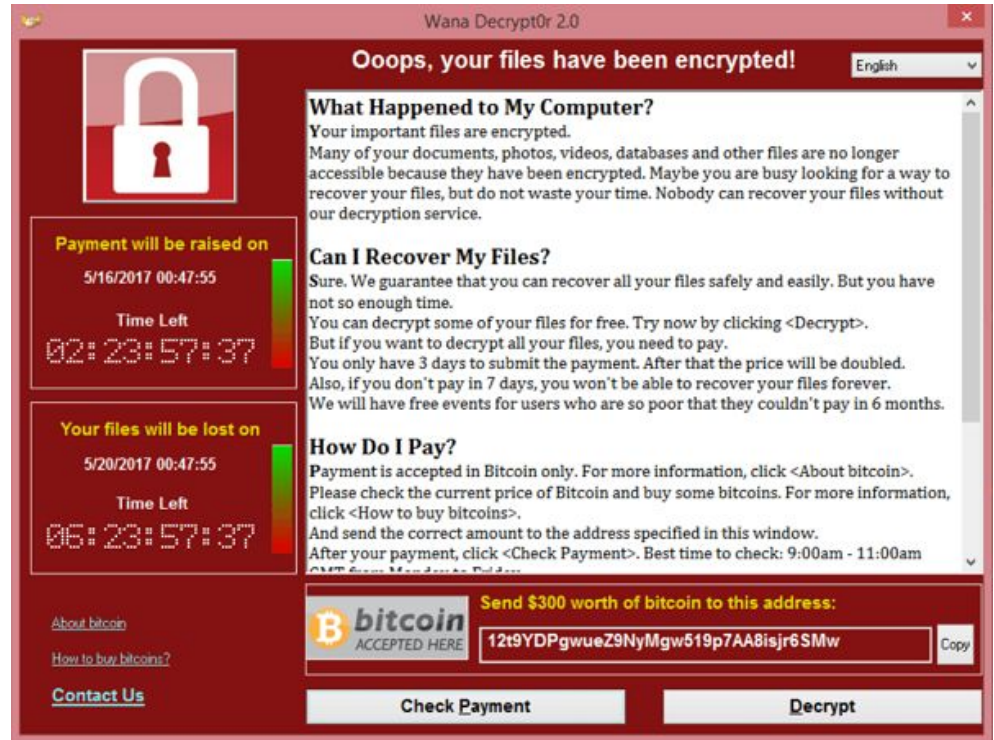 Wana Decrypt0r 2.0
Ooops, your files have been encrypted!
English
What Happened to My Computer?
Your important files are encrypted.
Many of your documents, photos, videos, databases and other files are no longer
accessible because they have been encrypted. Maybe you are busy looking for a way to
recover your files, but do not waste your time. Nobody can recover your files without
our decryption service.
Can I Recover My Files?
Sure. We guarantee that you can recover all your files safely and easily. But you have
not so enough time.
You can decrypt some of your files for free. Try now by clicking <Decrypt>.
But if you want to decrypt all your files, you need to pay.
You only have 3 days to submit the payment. After that the price will be doubled.
Also, if you don't pay in 7 days, you won't be able to recover your files forever.
We will have free events for users who are so poor that they couldn't pay in 6 months.
How Do I Pay?
Payment is accepted in Bitcoin only. For more information, click <About bitcoin>.
Please check the current price of Bitcoin and buy some bitcoins. For more information,
click <How to buy bitcoins>.
And send the correct amount to the address specified in this window.
After your payment, click <Check Payment>. Best time to check: 9:00am - 11:00am
GMT from Monday to Friday
Payment will be raised on
5/16/2017 00:47:55
Time Left
02:23:57:37
Your files will be lost on
5/20/2017 00:47:55
Time Left
06:23:57:37
About bitcoin
How to buy bitcoins?
Contact Us
bitcoin
ACCEPTED HERE
Send $300 worth of bitcoin to this address:
12t9YDPgwueZ9NyMgw519p7AA8isjr6SMw
Copy
Check Payment
Decrypt